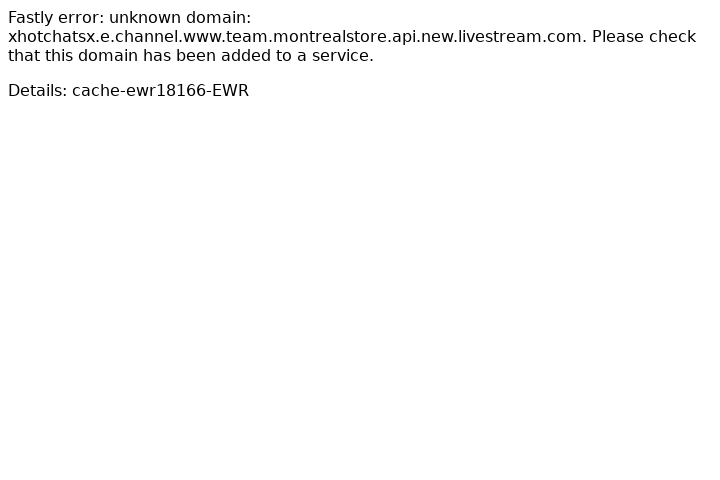 Fastly error: unknown domain:
xhotchatsx.e.channel.www.team.montrealstore.api.new.livestream.com. Please check
that this domain has been added to a service.
Details: cache-ewr18166-EWR